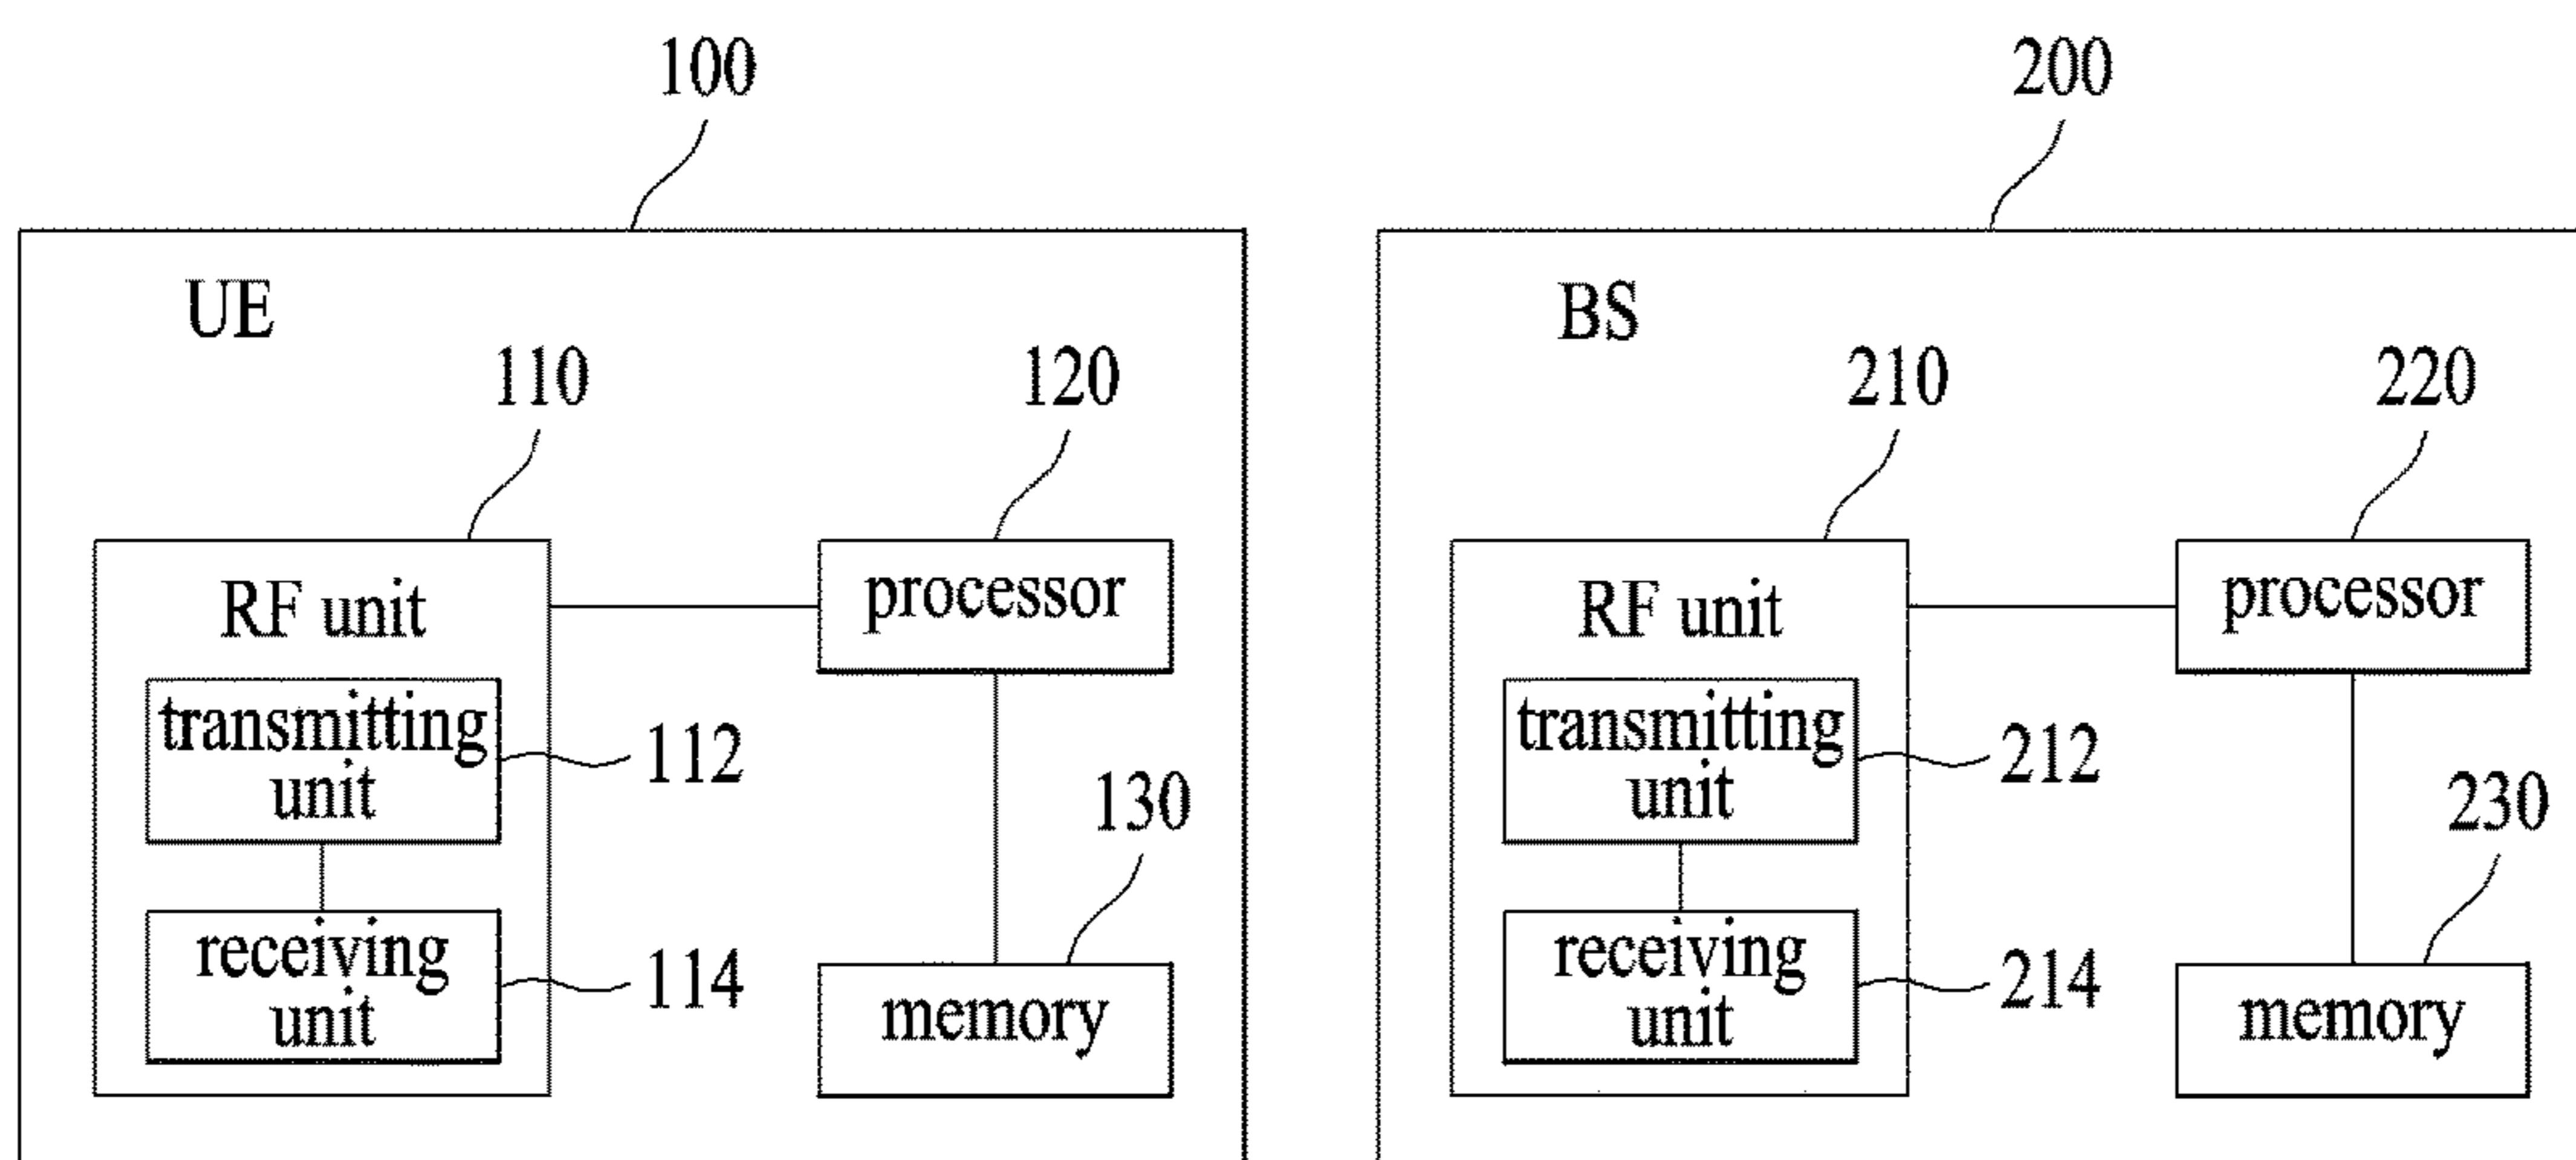 100
200
UE
BS
110
120
210
220
RF unit
processor
RF unit
processor
transmitting
unit
112
130
transmitting
unit
212
230
receiving
unit
114
memory
receiving
unit
214
memory